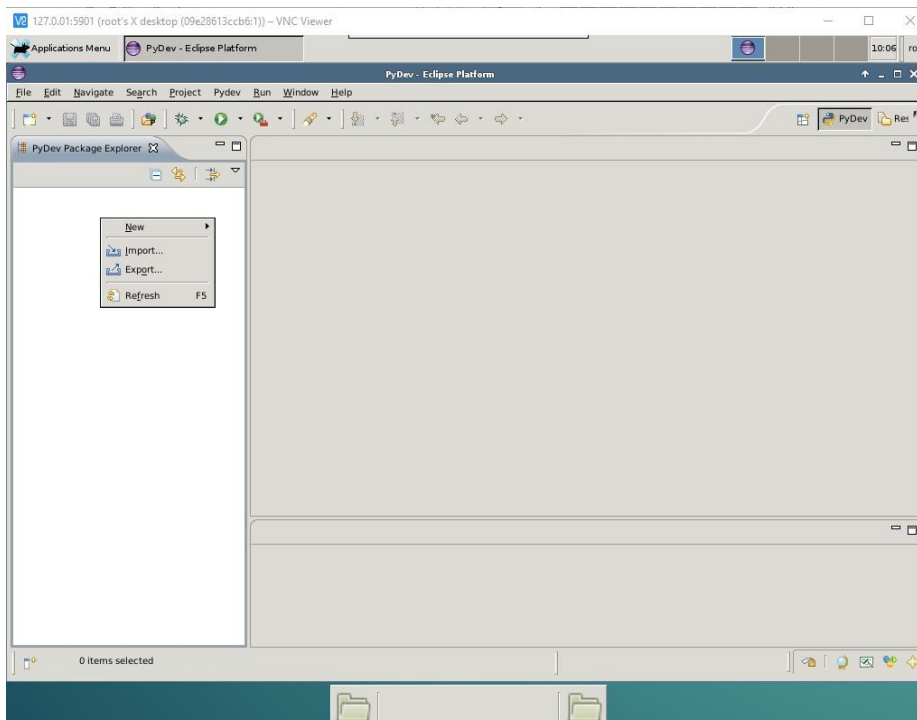 127.0.01:5901 (root's X desktop (09e28613ccb6:1)) – VNC Viewer
Applications Menu PyDev - Eclipse Platform 10:06 ro
PyDev - Eclipse Platform
File Edit Navigate Search Project Pydev Run Window Help
PyDev Res
PyDev Package Explorer
New
Import...
Export...
Refresh F5
0 items selected